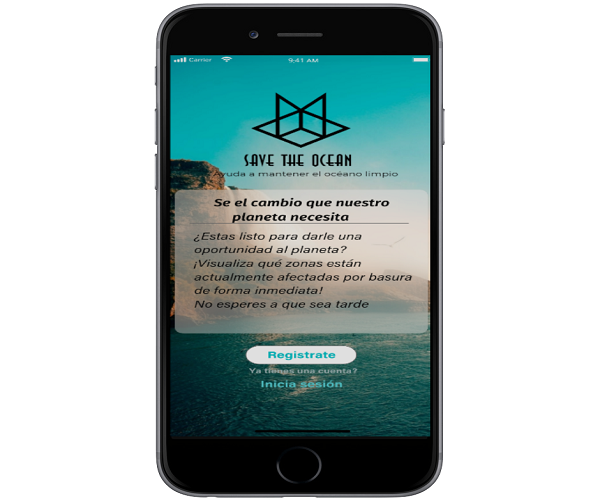 Carrier
9:41 AM
SAVE THE OCEAN
yuda a mantener el océano limpio
Se el cambio que nuestro
planeta necesita
¿Estas listo para darle una
oportunidad al planeta?
¡Visualiza qué zonas están
actualmente afectadas por basura
de forma inmediata!
No esperes a que sea tarde
Registrate
Ya tienes una cuenta?
Inicia sesión